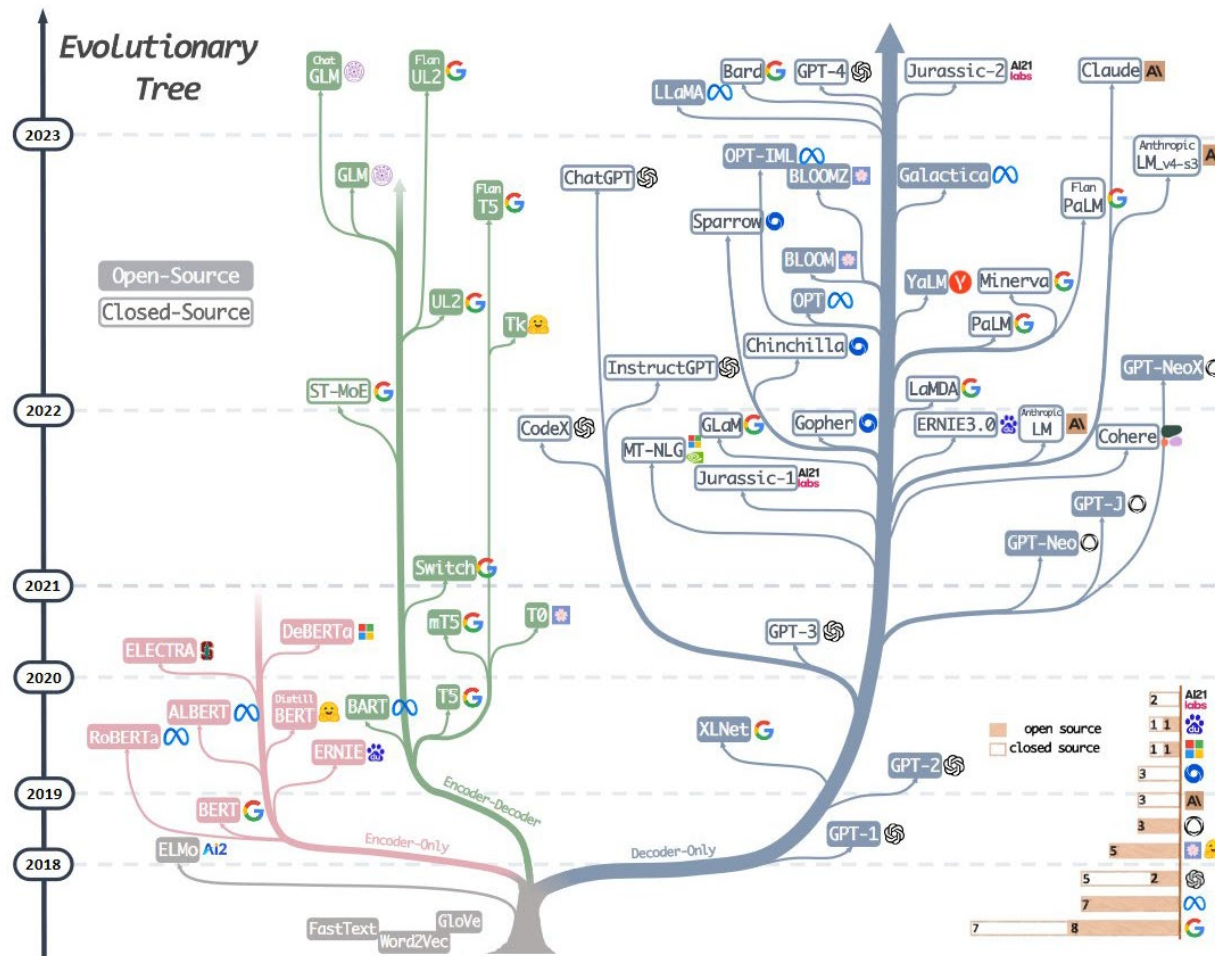 Evolutionary
Tree
2023
2022
2021
2020
2019
2018
Open-Source
Closed-Source
Chat
GLM
Flan
UL2
GLM
Flan
T5
UL2
Tk
ST-MoE
Switch
mT5
T0
BART
T5
Encoder-Decoder
DeBERTa
ELECTRA
ALBERT
Distill
BERT
RoBERTa
ERNIE
BERT
Encoder-Only
ELMo AI2
FastText
Word2Vec
GloVe
Bard
GPT-4
Jurassic-2 AI21 labs
Claude A\
LLaMA
OPT-IML
BLOOMZ
Galactica
Anthropic
LM_v4-s3
ChatGPT
Flan
PaLM
Sparrow
BLOOM
YaLM
Minerva
OPT
PaLM
Chinchilla
InstructGPT
GPT-NeoX
LaMDA
CodeX
GLaM
Gopher
ERNIE3.0
Anthropic
LM A\
Cohere
MT-NLG
Jurassic-1 AI21 labs
GPT-J
GPT-Neo
GPT-3
XLNet
GPT-2
GPT-1
Decoder-Only
open source
closed source
2 AI21 labs
1 1 du
1 1
3
3 A\
3
5
5 2
7
7 8